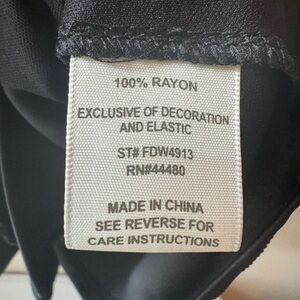 100% RAYON
EXCLUSIVE OF DECORATION
AND ELASTIC
ST# FDW4913
RN#44480
MADE IN CHINA
SEE REVERSE FOR
CARE INSTRUCTIONS